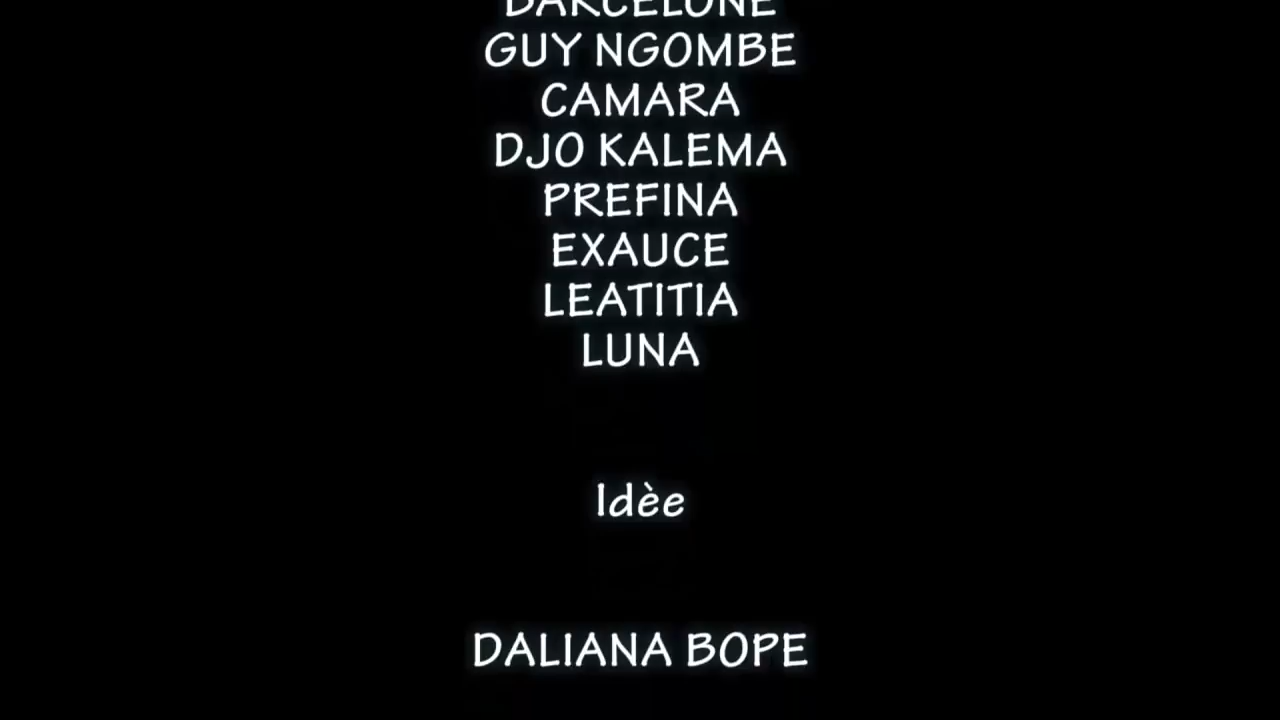 GUY NGOMBE
CAMARA
DJO KALEMA
PREFINA
EXAUCE
LEATITIA
LUNA
Idèe
DALIANA BOPE